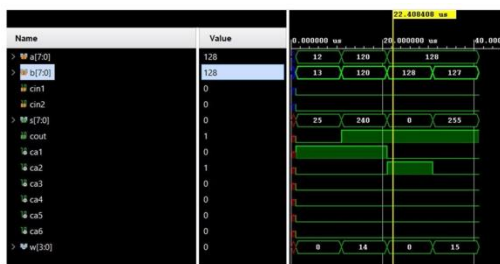 22.408408 us
Name Value 0.000000 us 20.000000 us 40.000
a[7:0] 128 12 120 128
b[7:0] 128 13 120 128 127
cin1 0
cin2 0
s[7:0] 0 25 240 0 255
cout 1
ca1 0
ca2 1
ca3 0
ca4 0
ca5 0
ca6 0
w[3:0] 0 0 14 0 15